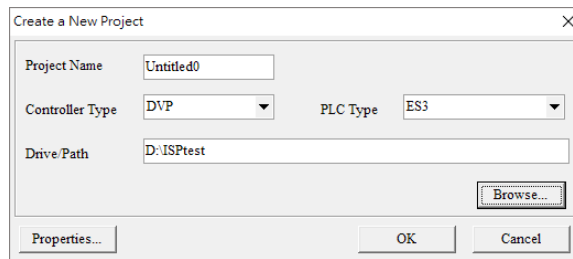 Create a New Project
Project Name Untitled0
Controller Type DVP PLC Type ES3
Drive/Path D:\ISPtest
Browse...
Properties... OK Cancel